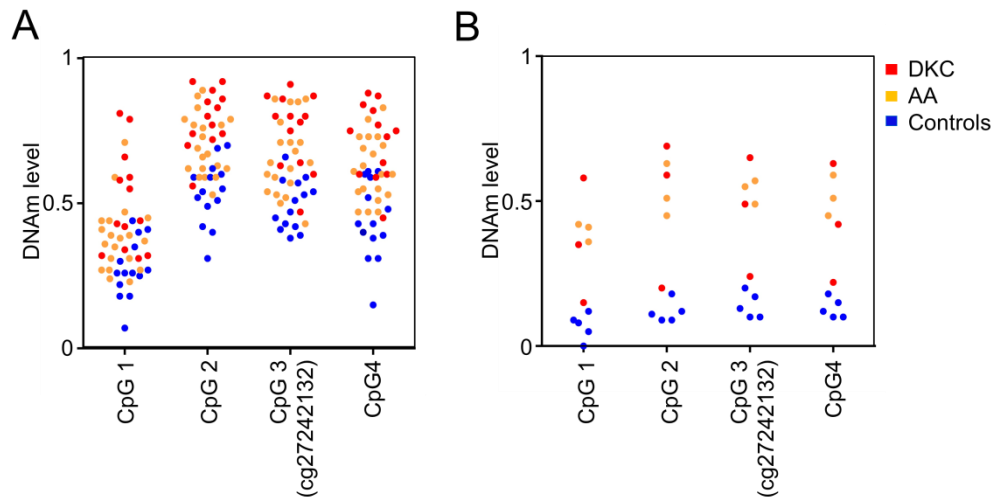 A
DNAm level
1
0.5
0
CpG 1
CpG 2
CpG 3
(cg27242132)
CpG4
B
DNAm level
1
0.5
0
CpG 1
CpG 2
CpG 3
(cg27242132)
CpG4
DKC
AA
Controls